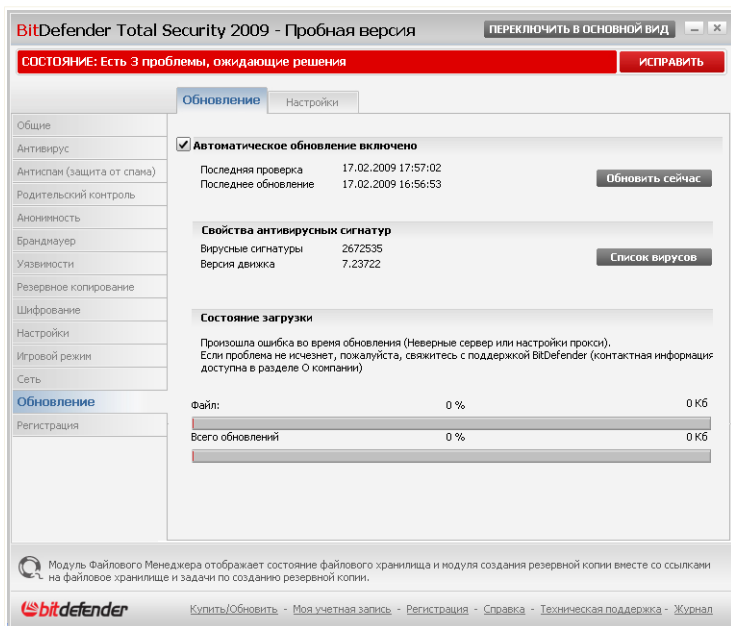 BitDefender Total Security 2009 - Пробная версия
ПЕРЕКЛЮЧИТЬ В ОСНОВНОЙ ВИД
СОСТОЯНИЕ: Есть 3 проблемы, ожидающие решения
ИСПРАВИТЬ
Обновление
Настройки
Общие
Антивирус
Антиспам (защита от спама)
Родительский контроль
Анонимность
Брандмауер
Уязвимости
Резервное копирование
Шифрование
Настройки
Игровой режим
Сеть
Обновление
Регистрация
Автоматическое обновление включено
Последняя проверка 17.02.2009 17:57:02
Последнее обновление 17.02.2009 16:56:53
Обновить сейчас
Свойства антивирусных сигнатур
Вирусные сигнатуры 2672535
Версия движка 7.23722
Список вирусов
Состояние загрузки
Произошла ошибка во время обновления (Неверные сервер или настройки прокси).
Если проблема не исчезнет, пожалуйста, свяжитесь с поддержкой BitDefender (контактная информация
доступна в разделе О компании)
Файл: 0 % 0 Кб
Всего обновлений 0 % 0 Кб
Модуль Файлового Менеджера отображает состояние файлового хранилища и модуля создания резервной копии вместе со ссылками
на файловое хранилище и задачи по созданию резервной копии.
bitdefender
Купить/Обновить - Моя учетная запись - Регистрация - Справка - Техническая поддержка - Журнал